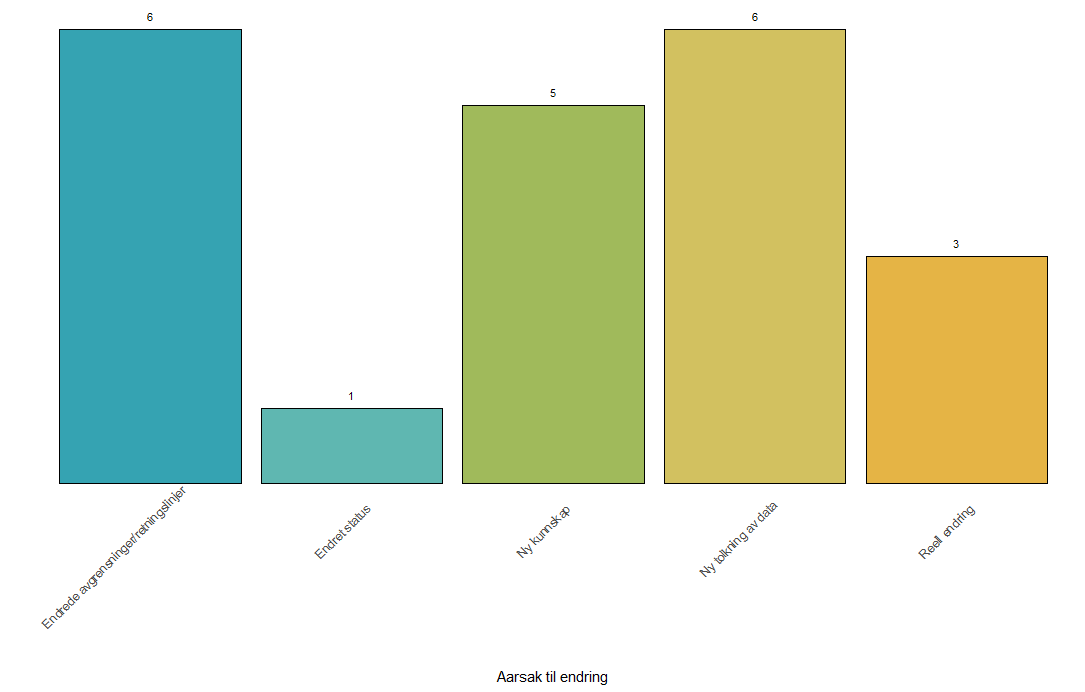 6
1
5
6
3
Endrede avgrensninger/retningslinjer
Endret status
Ny kunnskap
Ny tolkning av data
Reell endring
Aarsak til endring